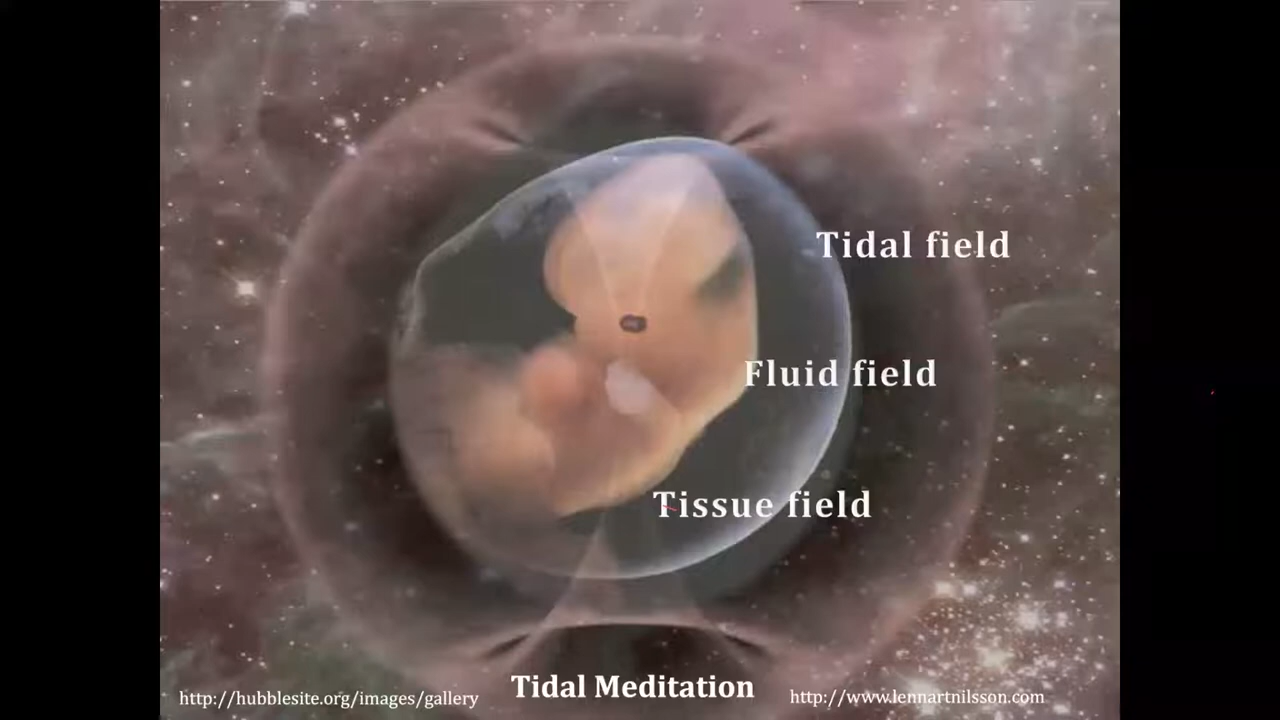 Tidal field
Fluid field
Tissue field
Tidal Meditation
http://hubblesite.org/images/gallery
http://www.lennartnilsson.com